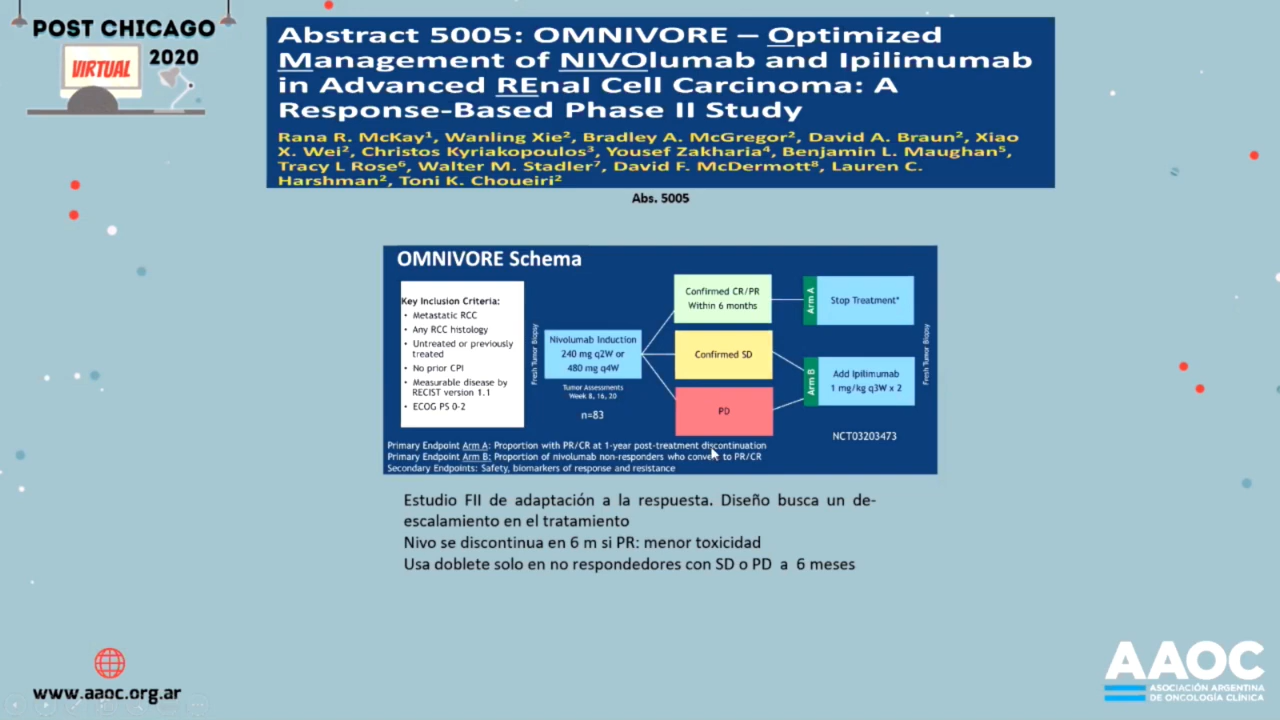 POST CHICAGO
2020
VIRTUAL
Abstract 5005: OMNIVORE – Optimized
Management of NIVOlumab and Ipilimumab
in Advanced REnal Cell Carcinoma: A
Response-Based Phase II Study
Rana R. McKay¹, Wanling Xie², Bradley A. McGregor², David A. Braun², Xiao
X. Wei², Christos Kyriakopoulos³, Yousef Zakharia⁴, Benjamin L. Maughan⁵,
Tracy L Rose⁶, Walter M. Stadler⁷, David F. McDermott⁸, Lauren C.
Harshman², Toni K. Choueiri²
Abs. 5005
OMNIVORE Schema
Key Inclusion Criteria:
• Metastatic RCC
• Any RCC histology
• Untreated or previously
treated
• No prior CPI
• Measurable disease by
RECIST version 1.1
• ECOG PS 0-2
Fresh Tumor Biopsy
Nivolumab Induction
240 mg q2W or
480 mg q4W
Tumor Assessments
Week 8, 16, 20
n=83
Confirmed CR/PR
Within 6 months
Confirmed SD
PD
Arm A
Stop Treatment*
Arm B
Add Ipilimumab
1 mg/kg q3W x 2
Fresh Tumor Biopsy
NCT03203473
Primary Endpoint Arm A: Proportion with PR/CR at 1-year post-treatment discontinuation
Primary Endpoint Arm B: Proportion of nivolumab non-responders who convert to PR/CR
Secondary Endpoints: Safety, biomarkers of response and resistance
Estudio FII de adaptación a la respuesta. Diseño busca un de-
escalamiento en el tratamiento
Nivo se discontinua en 6 m si PR: menor toxicidad
Usa doblete solo en no respondedores con SD o PD a 6 meses
www.aaoc.org.ar
AAOC
ASOCIACIÓN ARGENTINA
DE ONCOLOGÍA CLÍNICA